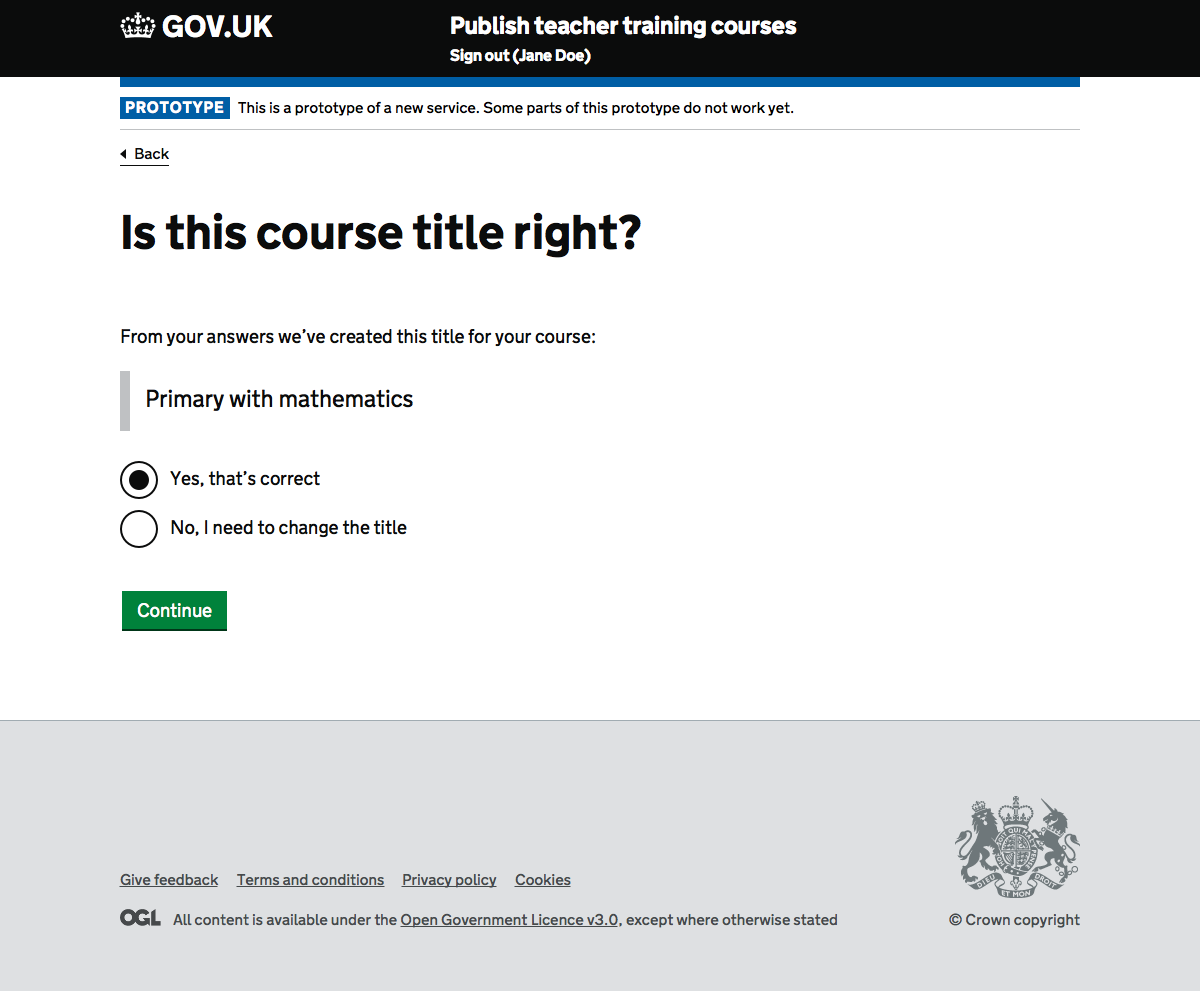 GOV.UK
Publish teacher training courses
Sign out (Jane Doe)
PROTOTYPE This is a prototype of a new service. Some parts of this prototype do not work yet.
Back
Is this course title right?
From your answers we’ve created this title for your course:
Primary with mathematics
Yes, that’s correct
No, I need to change the title
Continue
Give feedback Terms and conditions Privacy policy Cookies
OGL All content is available under the Open Government Licence v3.0, except where otherwise stated
DIEU ET MON DROIT
© Crown copyright